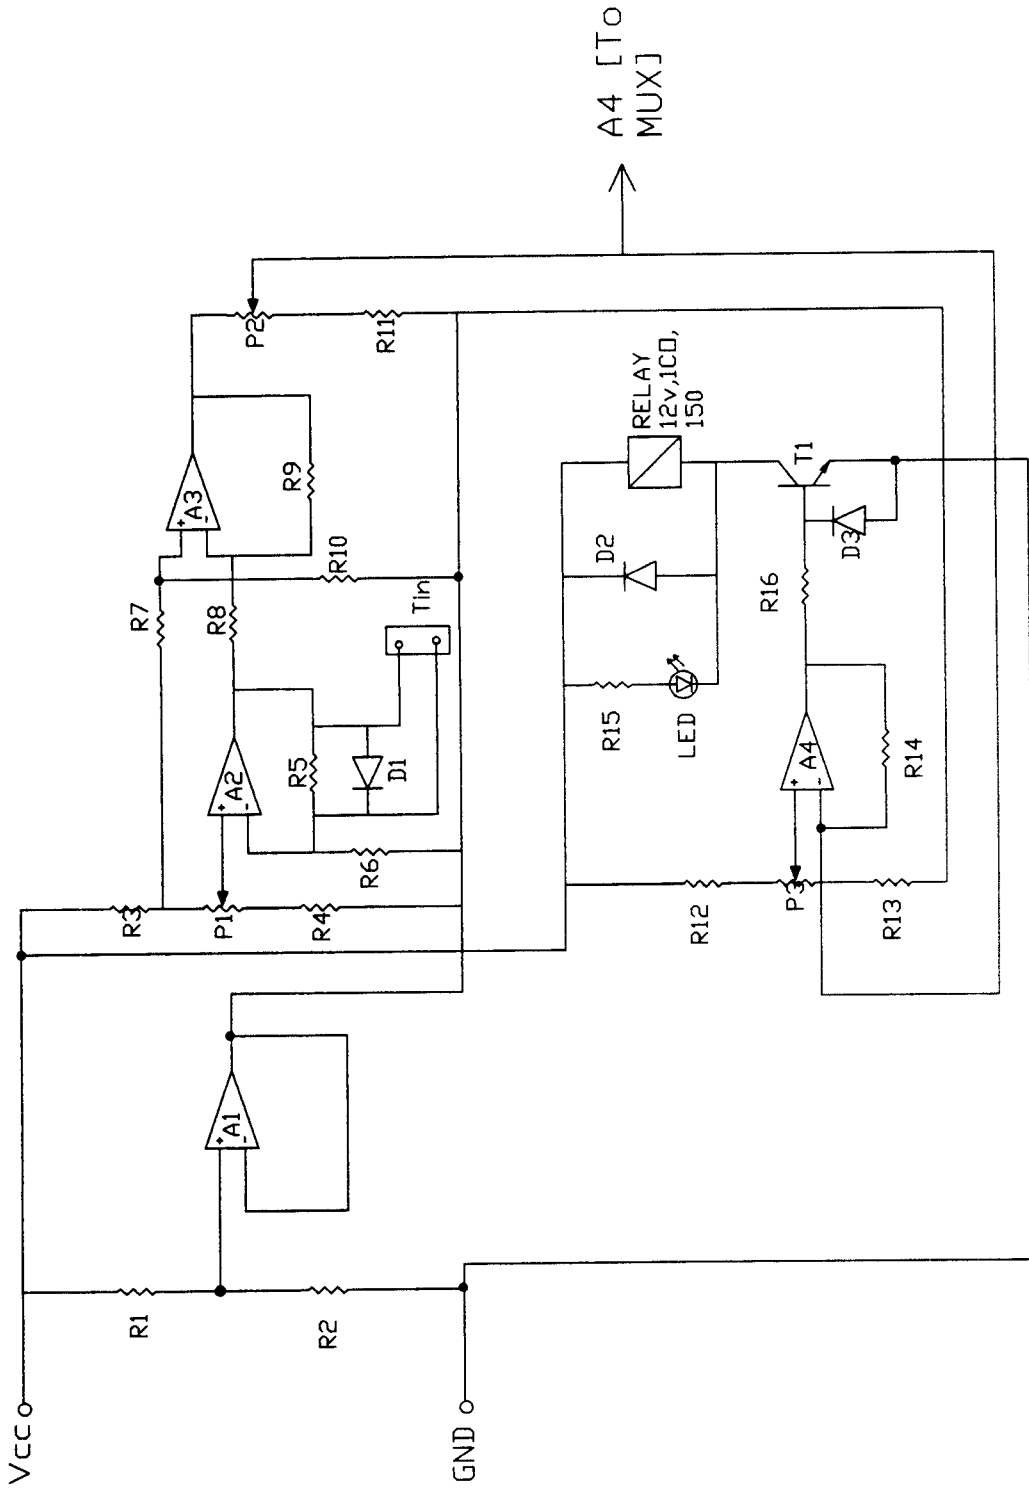 Vcc
GND
R1
R2
A1
+
-
R3
P1
R4
R7
A2
+
-
R5
R6
D1
Tin
R8
R10
A3
+
-
R9
P2
R11
A4 [To
MUX]
RELAY
12v,1CO,
150
D2
R15
LED
R12
P3
R13
A4
+
-
R14
R16
T1
D3